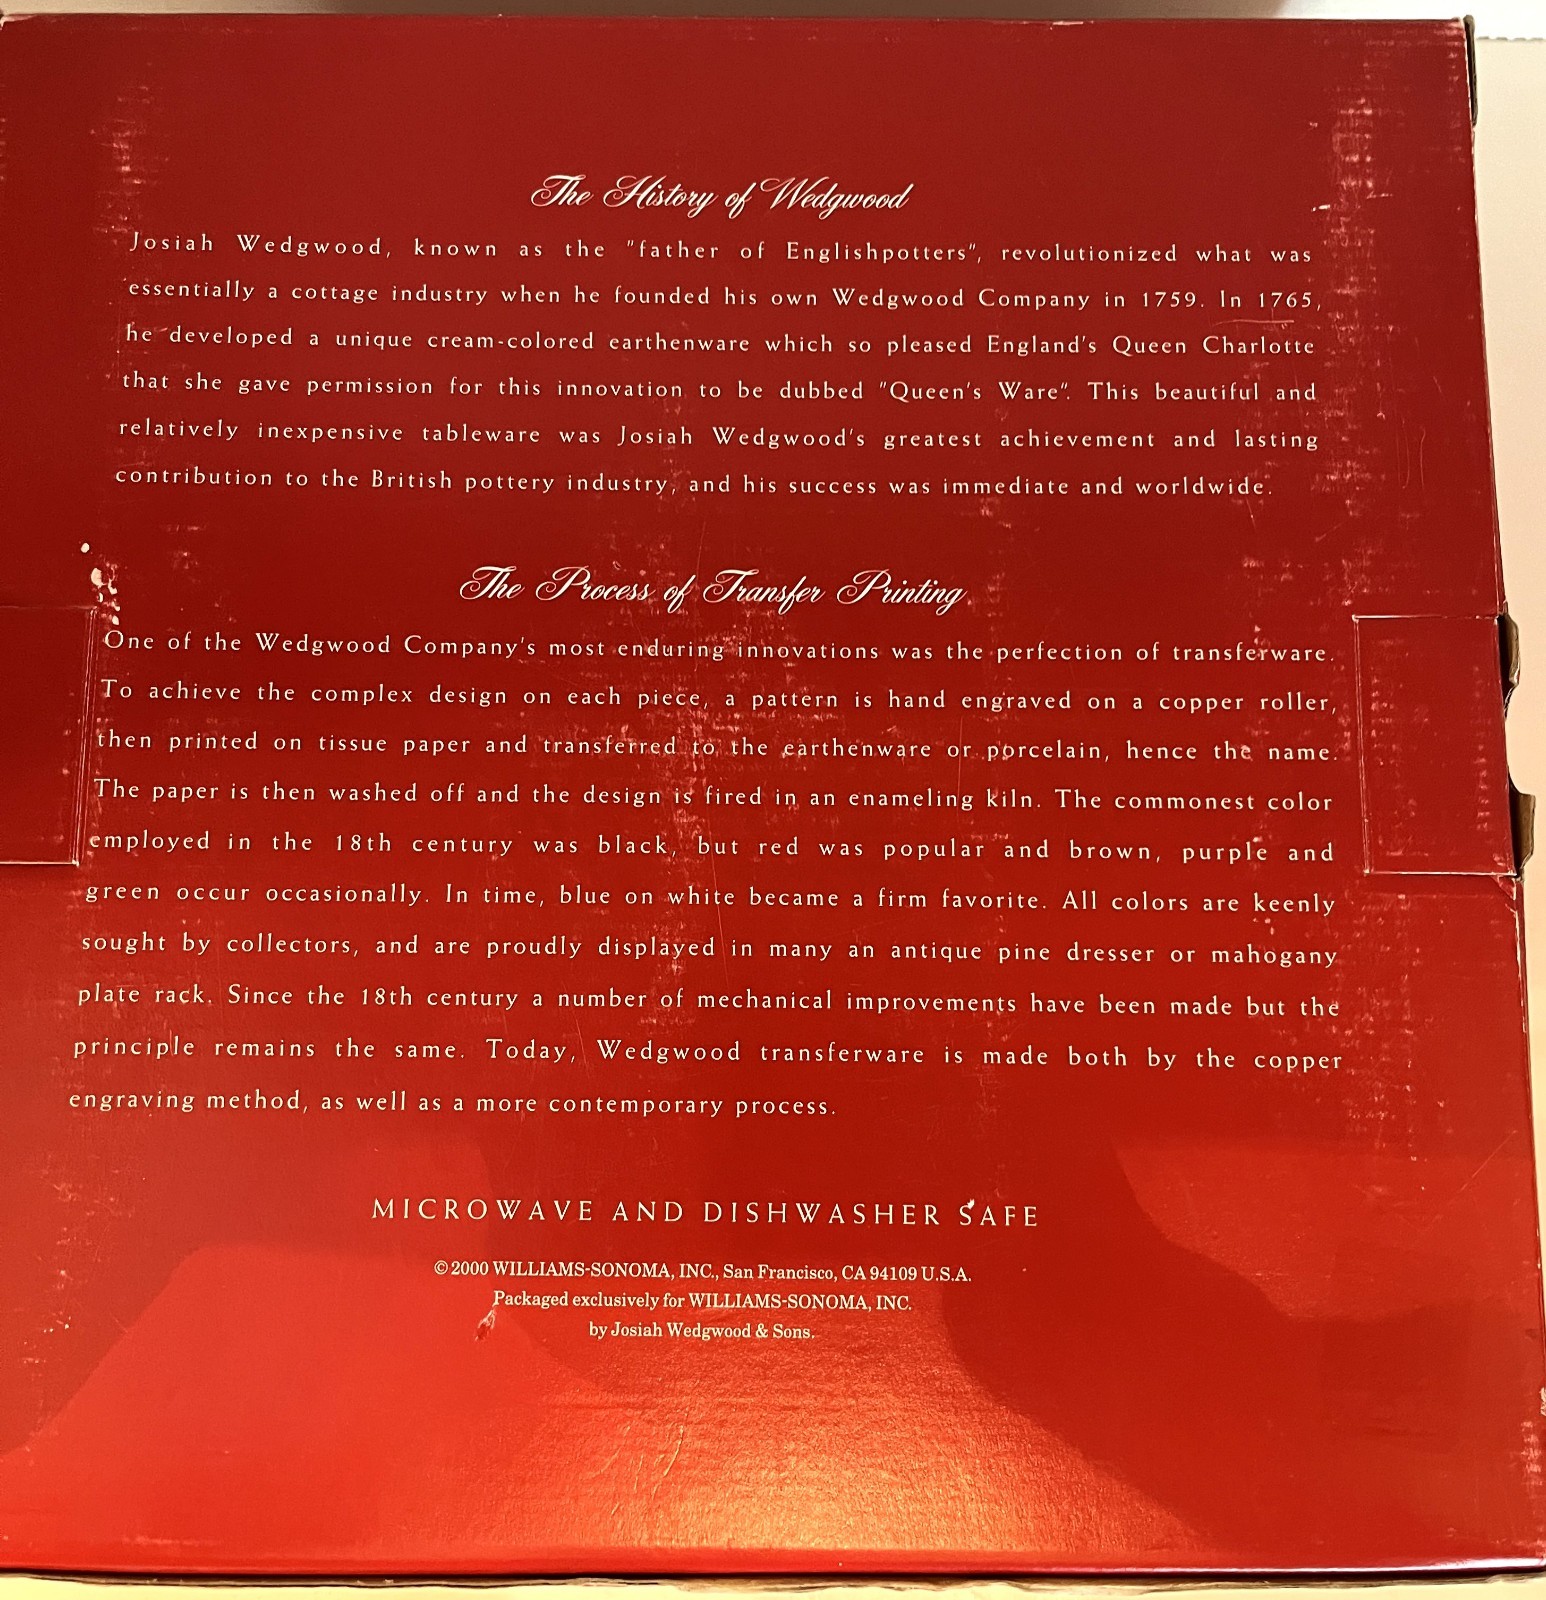 The History of Wedgwood
Josiah Wedgwood, known as the "father of Englishpotters", revolutionized what was
essentially a cottage industry when he founded his own Wedgwood Company in 1759. In 1765,
he developed a unique cream-colored earthenware which so pleased England's Queen Charlotte
that she gave permission for this innovation to be dubbed "Queen's Ware". This beautiful and
relatively inexpensive tableware was Josiah Wedgwood's greatest achievement and lasting
contribution to the British pottery industry, and his success was immediate and worldwide.
The Process of Transfer Printing
One of the Wedgwood Company's most enduring innovations was the perfection of transferware.
To achieve the complex design on each piece, a pattern is hand engraved on a copper roller,
then printed on tissue paper and transferred to the earthenware or porcelain, hence the name.
The paper is then washed off and the design is fired in an enameling kiln. The commonest color
employed in the 18th century was black, but red was popular and brown, purple and
green occur occasionally. In time, blue on white became a firm favorite. All colors are keenly
sought by collectors, and are proudly displayed in many an antique pine dresser or mahogany
plate rack. Since the 18th century a number of mechanical improvements have been made but the
principle remains the same. Today, Wedgwood transferware is made both by the copper
engraving method, as well as a more contemporary process.
MICROWAVE AND DISHWASHER SAFE
©2000 WILLIAMS-SONOMA, INC., San Francisco, CA 94109 U.S.A.
Packaged exclusively for WILLIAMS-SONOMA, INC.
by Josiah Wedgwood & Sons.